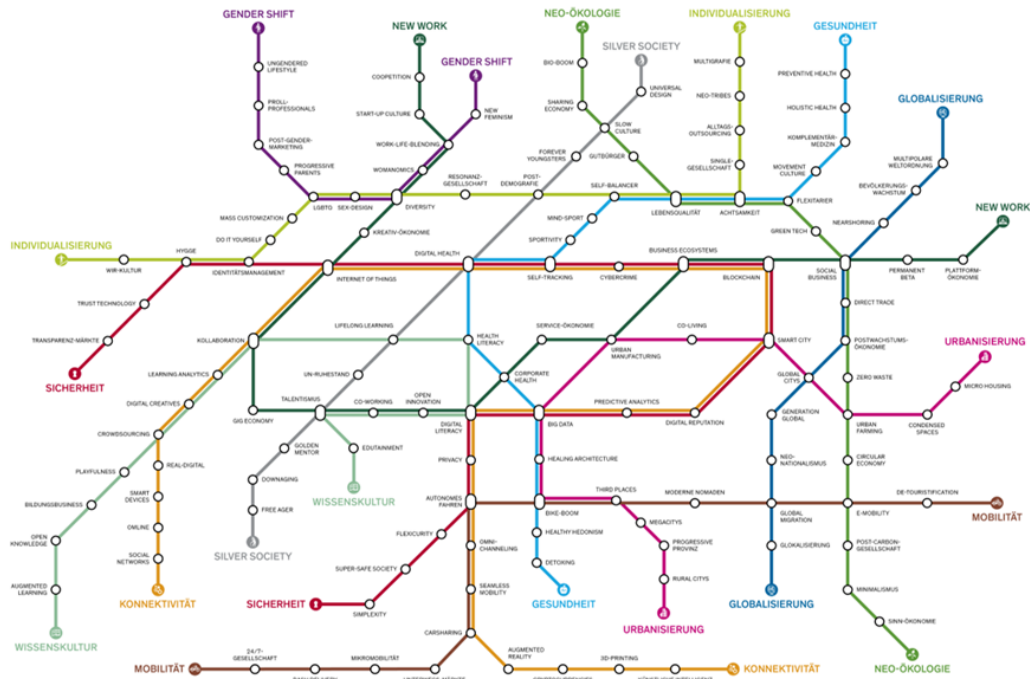 GENDER SHIFT
NEW WORK
GENDER SHIFT
NEO-ÖKOLOGIE
SILVER SOCIETY
INDIVIDUALISIERUNG
GESUNDHEIT
GLOBALISIERUNG
NEW WORK
UNGENDERED
LIFESTYLE
PROLL-
PROFESSIONALS
POST-GENDER-
MARKETING
PROGRESSIVE
PARENTS
LGBTQ
SEX-DESIGN
DIVERSITY
COOPETITION
START-UP CULTURE
WORK-LIFE-BLENDING
NEW
FEMINISM
WOMANOMICS
RESONANZ-
GESELLSCHAFT
KREATIV-ÖKONOMIE
BIO-BOOM
SHARING
ECONOMY
SLOW
CULTURE
UNIVERSAL
DESIGN
FOREVER
YOUNGSTERS
GUTBÜRGER
POST-
DEMOGRAFIE
SELF-BALANCER
MIND-SPORT
SPORTIVITY
MULTIGRAFIE
NEO-TRIBES
ALLTAGS-
OUTSOURCING
SINGLE-
GESELLSCHAFT
LEBENSQUALITÄT
ACHTSAMKEIT
PREVENTIVE HEALTH
HOLISTIC HEALTH
KOMPLEMENTÄR-
MEDIZIN
MOVEMENT
CULTURE
FLEXITARIER
GREEN TECH
MULTIPOLARE
WELTORDNUNG
BEVÖLKERUNGS-
WACHSTUM
NEARSHORING
MASS CUSTOMIZATION
DO IT YOURSELF
INDIVIDUALISIERUNG
WIR-KULTUR
HYGGE
IDENTITÄTSMANAGEMENT
INTERNET OF THINGS
DIGITAL HEALTH
SELF-TRACKING
CYBERCRIME
BUSINESS ECOSYSTEMS
BLOCKCHAIN
SOCIAL
BUSINESS
PERMANENT
BETA
PLATTFORM-
ÖKONOMIE
TRUST TECHNOLOGY
TRANSPARENZ-MÄRKTE
SICHERHEIT
DIRECT TRADE
KOLLABORATION
LIFELONG LEARNING
HEALTH
LITERACY
SERVICE-ÖKONOMIE
URBAN
MANUFACTURING
CO-LIVING
SMART CITY
POSTWACHSTUMS-
ÖKONOMIE
URBANISIERUNG
LEARNING ANALYTICS
UN-RUHESTAND
CORPORATE
HEALTH
GLOBAL
CITYS
ZERO WASTE
MICRO HOUSING
DIGITAL CREATIVES
GIG ECONOMY
TALENTISMUS
CO-WORKING
OPEN
INNOVATION
DIGITAL
LITERACY
BIG DATA
PREDICTIVE ANALYTICS
DIGITAL REPUTATION
GENERATION
GLOBAL
URBAN
FARMING
CONDENSED
SPACES
CROWDSOURCING
GOLDEN
MENTOR
EDUTAINMENT
PRIVACY
HEALING ARCHITECTURE
NEO-
NATIONALISMUS
CIRCULAR
ECONOMY
PLAYFULNESS
REAL-DIGITAL
DOWNAGING
WISSENSKULTUR
BILDUNGSBUSINESS
SMART
DEVICES
FREE AGER
AUTONOMES
FAHREN
BIKE-BOOM
THIRD PLACES
MODERNE NOMADEN
GLOBAL
MIGRATION
E-MOBILITY
DE-TOURISTIFICATION
MOBILITÄT
OPEN
KNOWLEDGE
OMLINE
SILVER SOCIETY
FLEXICURITY
OMNI-
CHANNELING
HEALTHY HEDONISM
MEGACITYS
PROGRESSIVE
PROVINZ
GLOKALISIERUNG
POST-CARBON-
GESELLSCHAFT
SOCIAL
NETWORKS
SUPER-SAFE SOCIETY
DETOXING
RURAL CITYS
AUGMENTED
LEARNING
KONNEKTIVITÄT
SICHERHEIT
SIMPLEXITY
SEAMLESS
MOBILITY
GESUNDHEIT
URBANISIERUNG
GLOBALISIERUNG
MINIMALISMUS
SINN-ÖKONOMIE
WISSENSKULTUR
CARSHARING
MOBILITÄT
24/7-
GESELLSCHAFT
MIKROMOBILITÄT
AUGMENTED
REALITY
3D-PRINTING
KONNEKTIVITÄT
NEO-ÖKOLOGIE